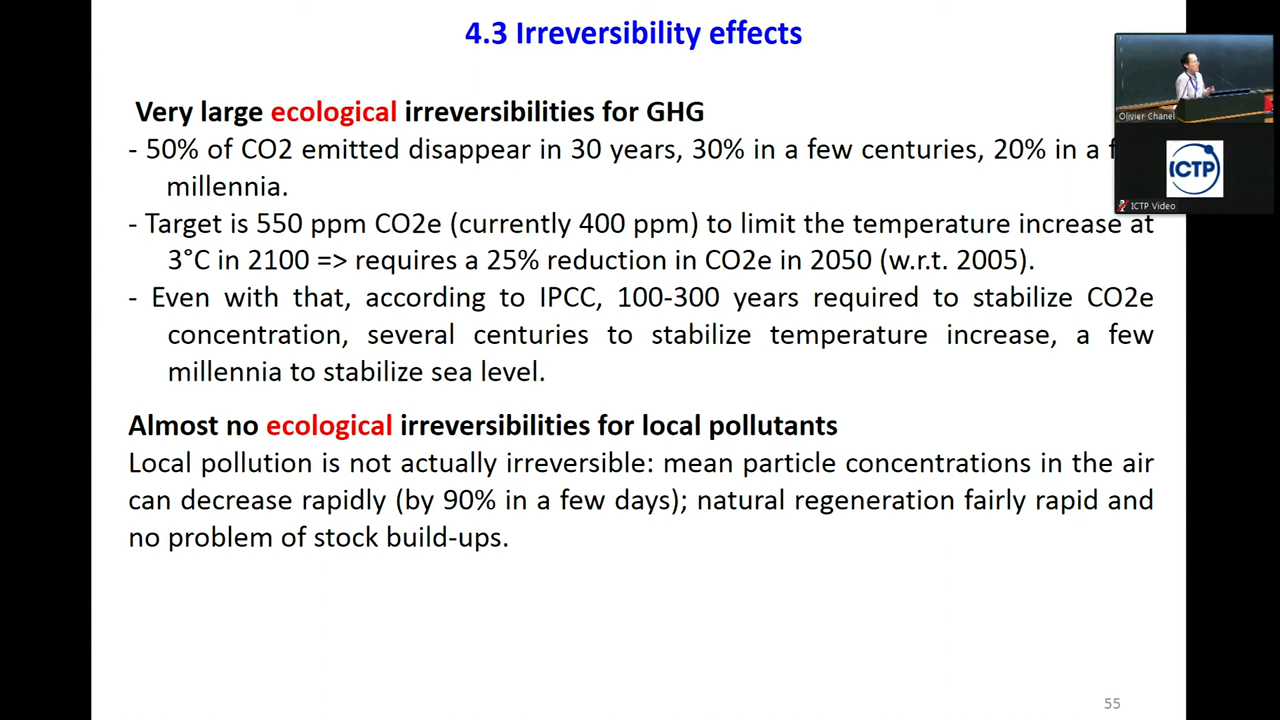 4.3 Irreversibility effects
Very large ecological irreversibilities for GHG
- 50% of CO2 emitted disappear in 30 years, 30% in a few centuries, 20% in a
millennia.
- Target is 550 ppm CO2e (currently 400 ppm) to limit the temperature increase at
3°C in 2100 => requires a 25% reduction in CO2e in 2050 (w.r.t. 2005).
- Even with that, according to IPCC, 100-300 years required to stabilize CO2e
concentration, several centuries to stabilize temperature increase, a few
millennia to stabilize sea level.
Almost no ecological irreversibilities for local pollutants
Local pollution is not actually irreversible: mean particle concentrations in the air
can decrease rapidly (by 90% in a few days); natural regeneration fairly rapid and
no problem of stock build-ups.
55
Olivier Chanel
ICTP
ICTP Video